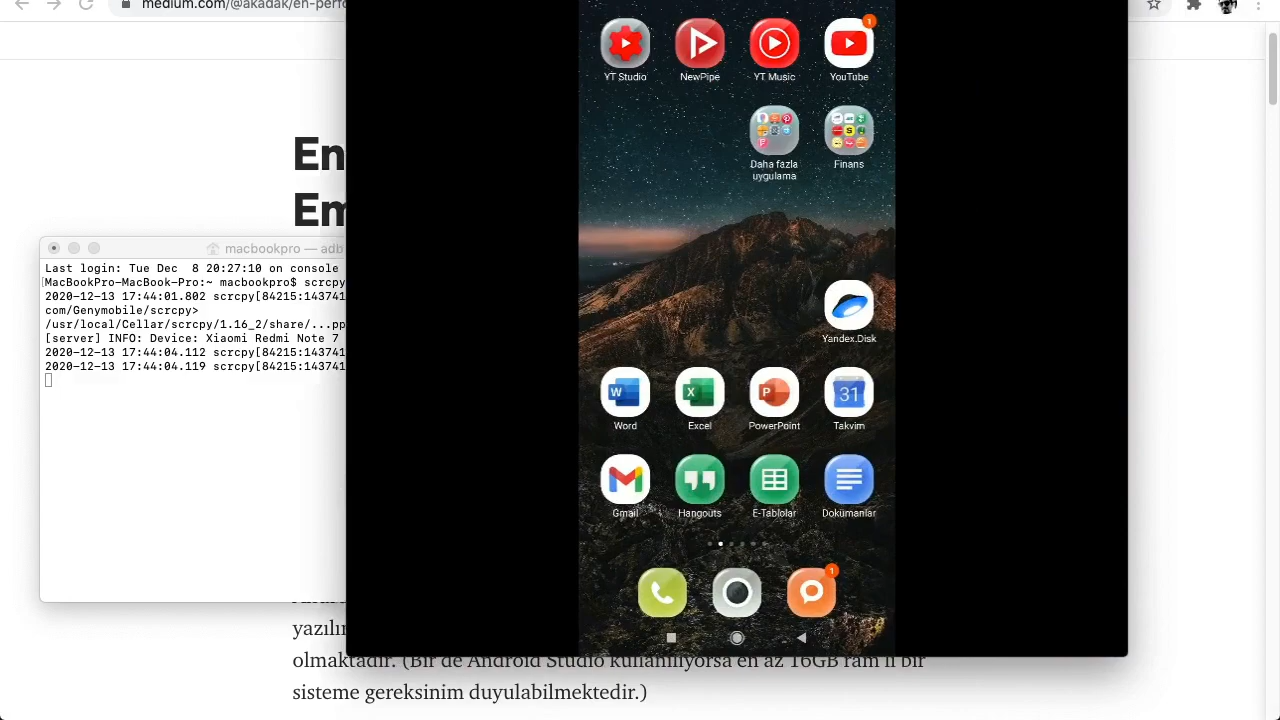 medium.com/@akadak/en-perfo
En
Em
macbookpro — adb
Last login: Tue Dec  8 20:27:10 on console
[MacBookPro-MacBook-Pro:~ macbookpro$ scrcpy
2020-12-13 17:44:01.802 scrcpy[84215:143741
com/Genymobile/scrcpy>
/usr/local/Cellar/scrcpy/1.16_2/share/...pp
[server] INFO: Device: Xiaomi Redmi Note 7
2020-12-13 17:44:04.112 scrcpy[84215:143741
2020-12-13 17:44:04.119 scrcpy[84215:143741
YT Studio
NewPipe
YT Music
1
YouTube
Daha fazla
uygulama
Finans
Yandex.Disk
W
Word
X
Excel
P
PowerPoint
31
Takvim
Gmail
Hangouts
E-Tablolar
Dokümanlar
1
yazılım
olmaktadır. (Bir de Android Studio kullanılıyorsa en az 16GB ram'li bir
sisteme gereksinim duyulabilmektedir.)